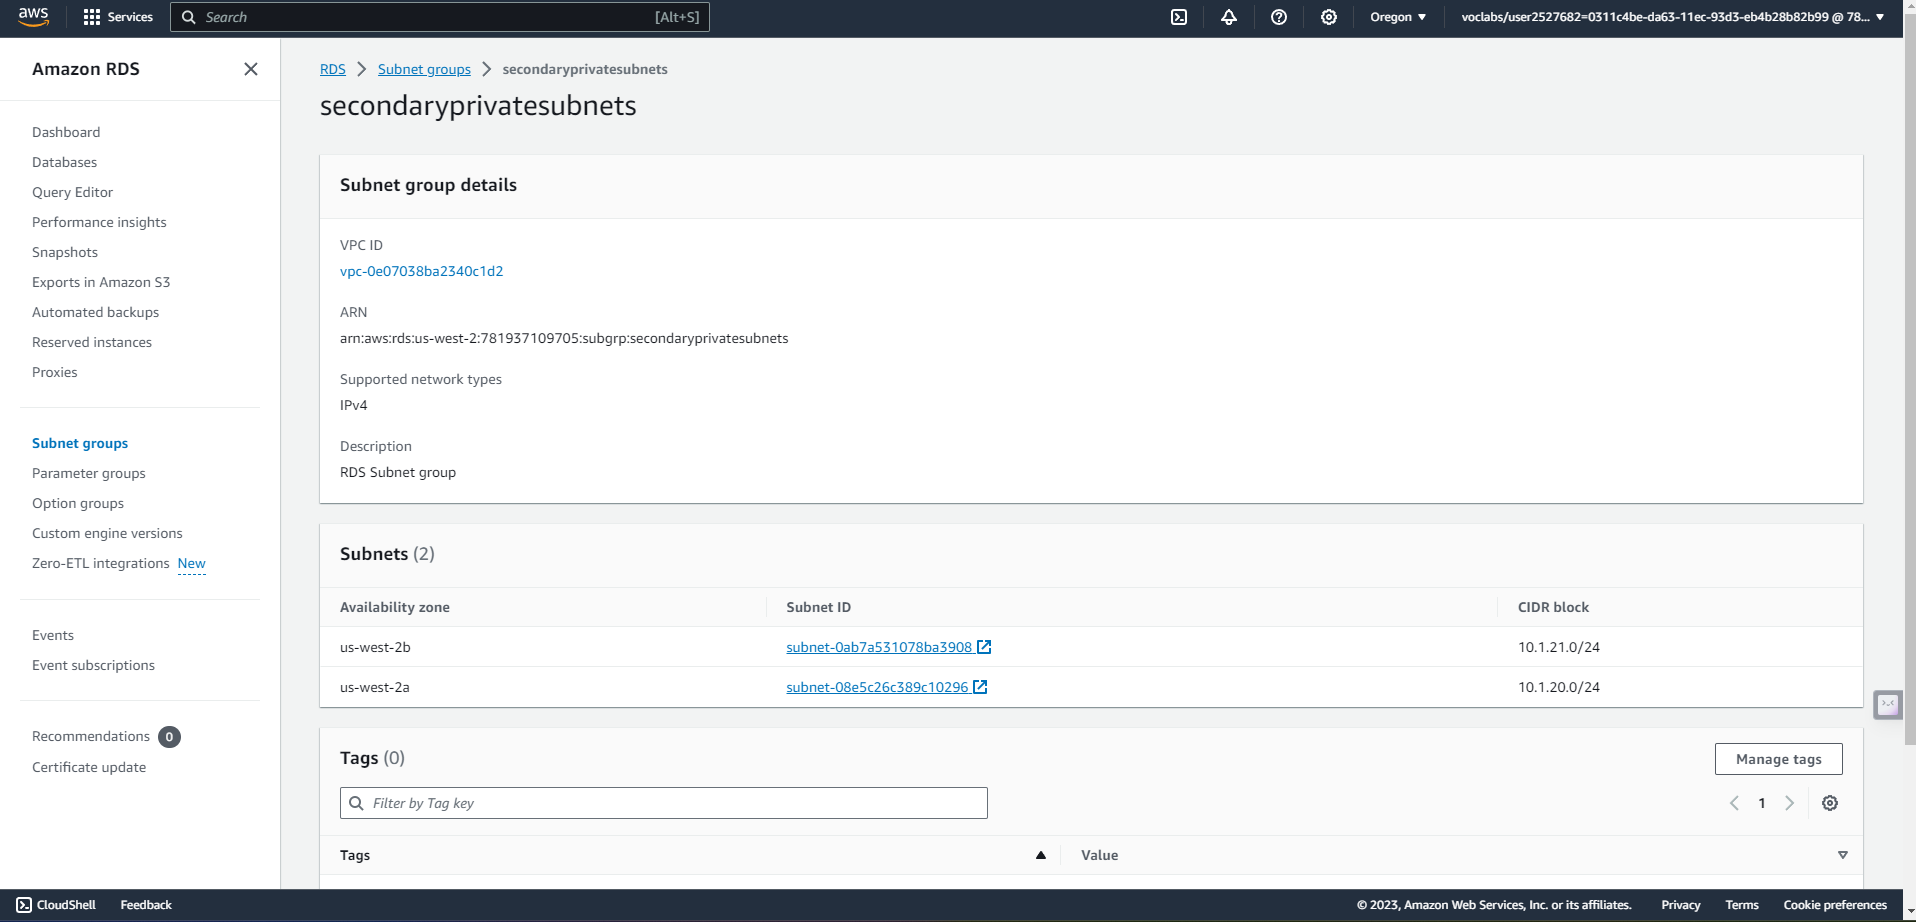 aws
Services
Search
[Alt+S]
Oregon
voclabs/user2527682=0311c4be-da63-11ec-93d3-eb4b28b82b99 @ 78...
Amazon RDS
Dashboard
Databases
Query Editor
Performance insights
Snapshots
Exports in Amazon S3
Automated backups
Reserved instances
Proxies
Subnet groups
Parameter groups
Option groups
Custom engine versions
Zero-ETL integrations New
Events
Event subscriptions
Recommendations 0
Certificate update
RDS > Subnet groups > secondaryprivatesubnets
secondaryprivatesubnets
Subnet group details
VPC ID
vpc-0e07038ba2340c1d2
ARN
arn:aws:rds:us-west-2:781937109705:subgrp:secondaryprivatesubnets
Supported network types
IPv4
Description
RDS Subnet group
Subnets (2)
Availability zone Subnet ID CIDR block
us-west-2b subnet-0ab7a531078ba3908 10.1.21.0/24
us-west-2a subnet-08e5c26c389c10296 10.1.20.0/24
Tags (0)
Manage tags
Filter by Tag key
1
Tags Value
CloudShell Feedback
© 2023, Amazon Web Services, Inc. or its affiliates. Privacy Terms Cookie preferences